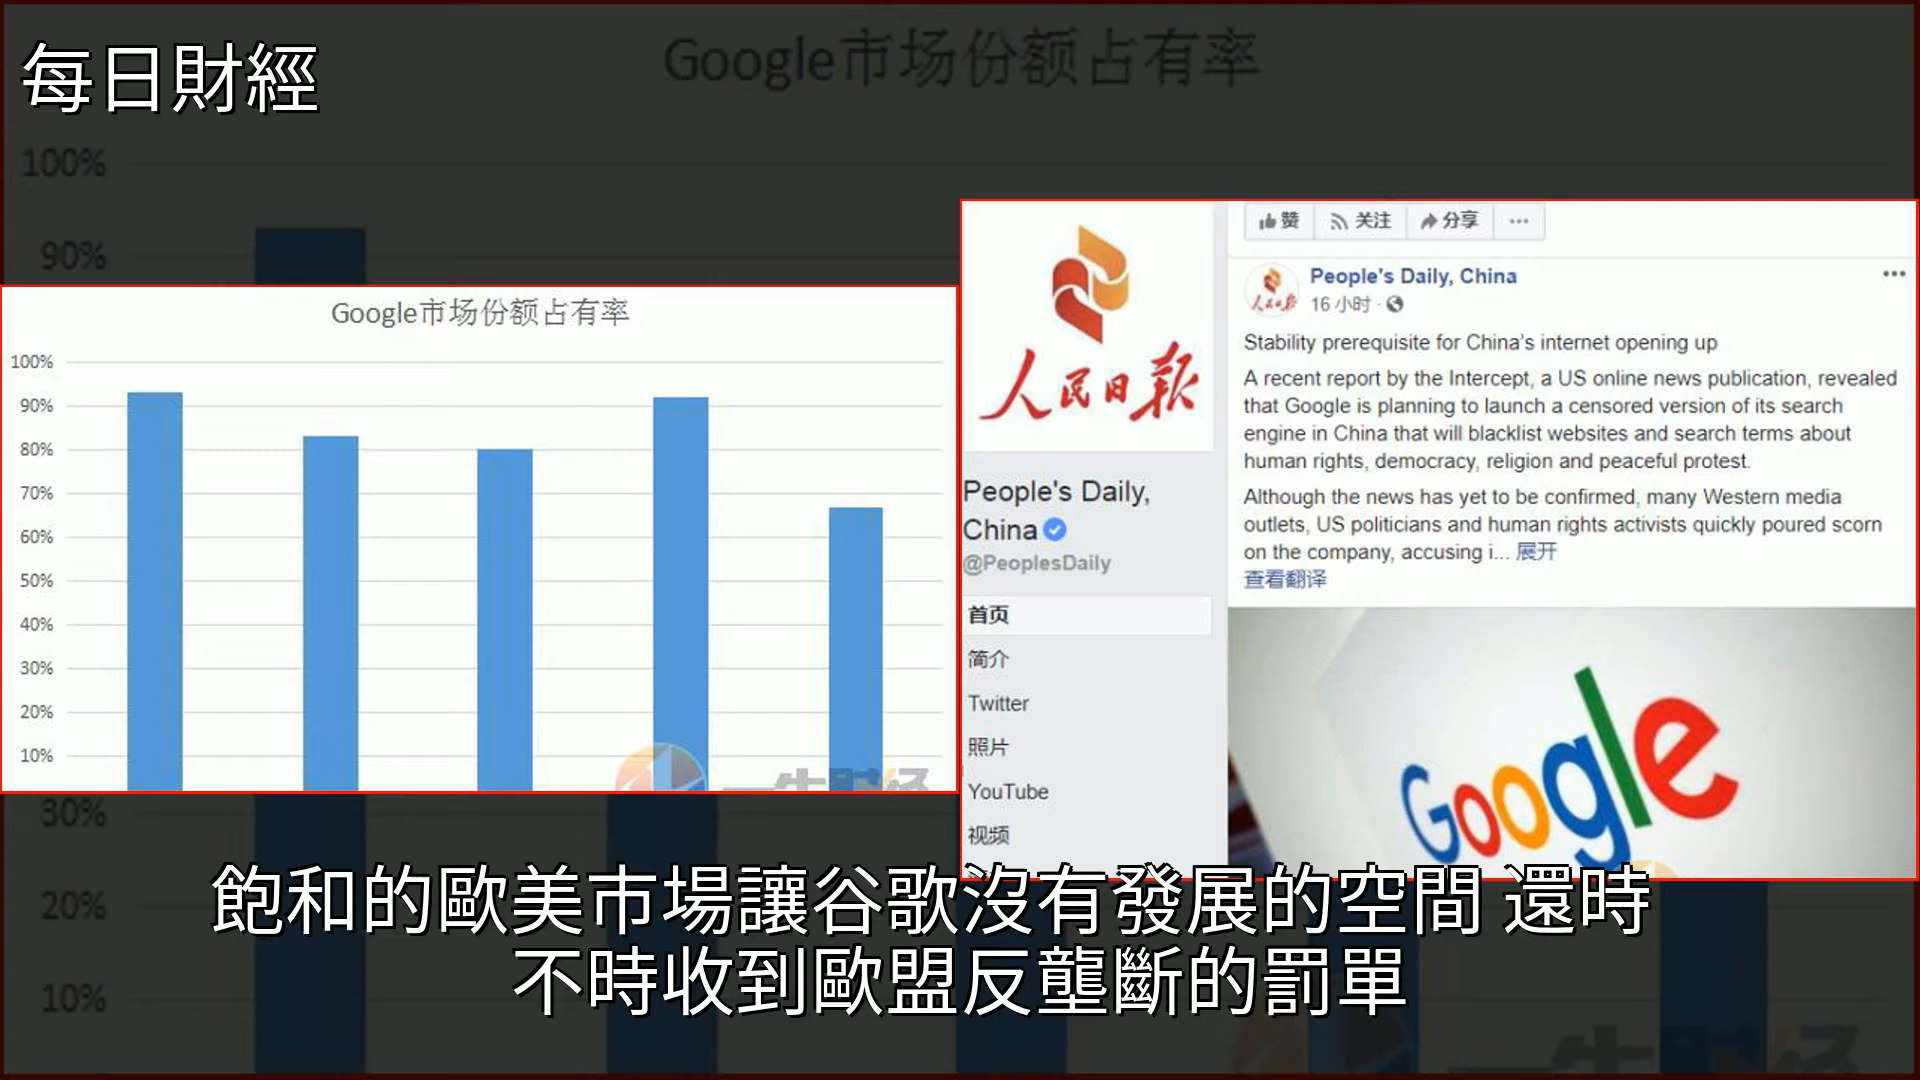 每日財經
Google市场份额占有率
100%
90%
30%
20%
10%
Google市场份额占有率
100%
90%
80%
70%
60%
50%
40%
30%
20%
10%
人民日报
People's Daily,
China
@PeoplesDaily
首页
简介
Twitter
照片
YouTube
视频
赞 关注 分享 ...
人民日报
People's Daily, China
16 小时 ·
Stability prerequisite for China's internet opening up
A recent report by the Intercept, a US online news publication, revealed
that Google is planning to launch a censored version of its search
engine in China that will blacklist websites and search terms about
human rights, democracy, religion and peaceful protest.
Although the news has yet to be confirmed, many Western media
outlets, US politicians and human rights activists quickly poured scorn
on the company, accusing i... 展开
查看翻译
Google
飽和的歐美市場讓谷歌沒有發展的空間 還時
不時收到歐盟反壟斷的罰單